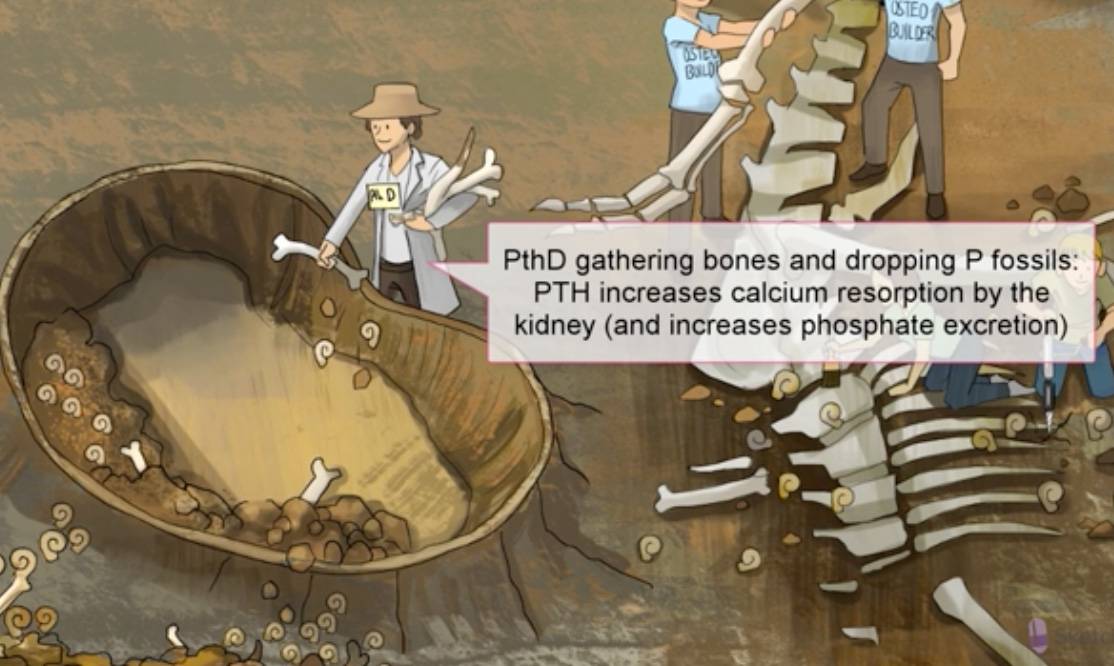 OSTEO
BUILDER
OSTEO
BUILD
Pth D
PthD gathering bones and dropping P fossils:
PTH increases calcium resorption by the
kidney (and increases phosphate excretion)
Sketc